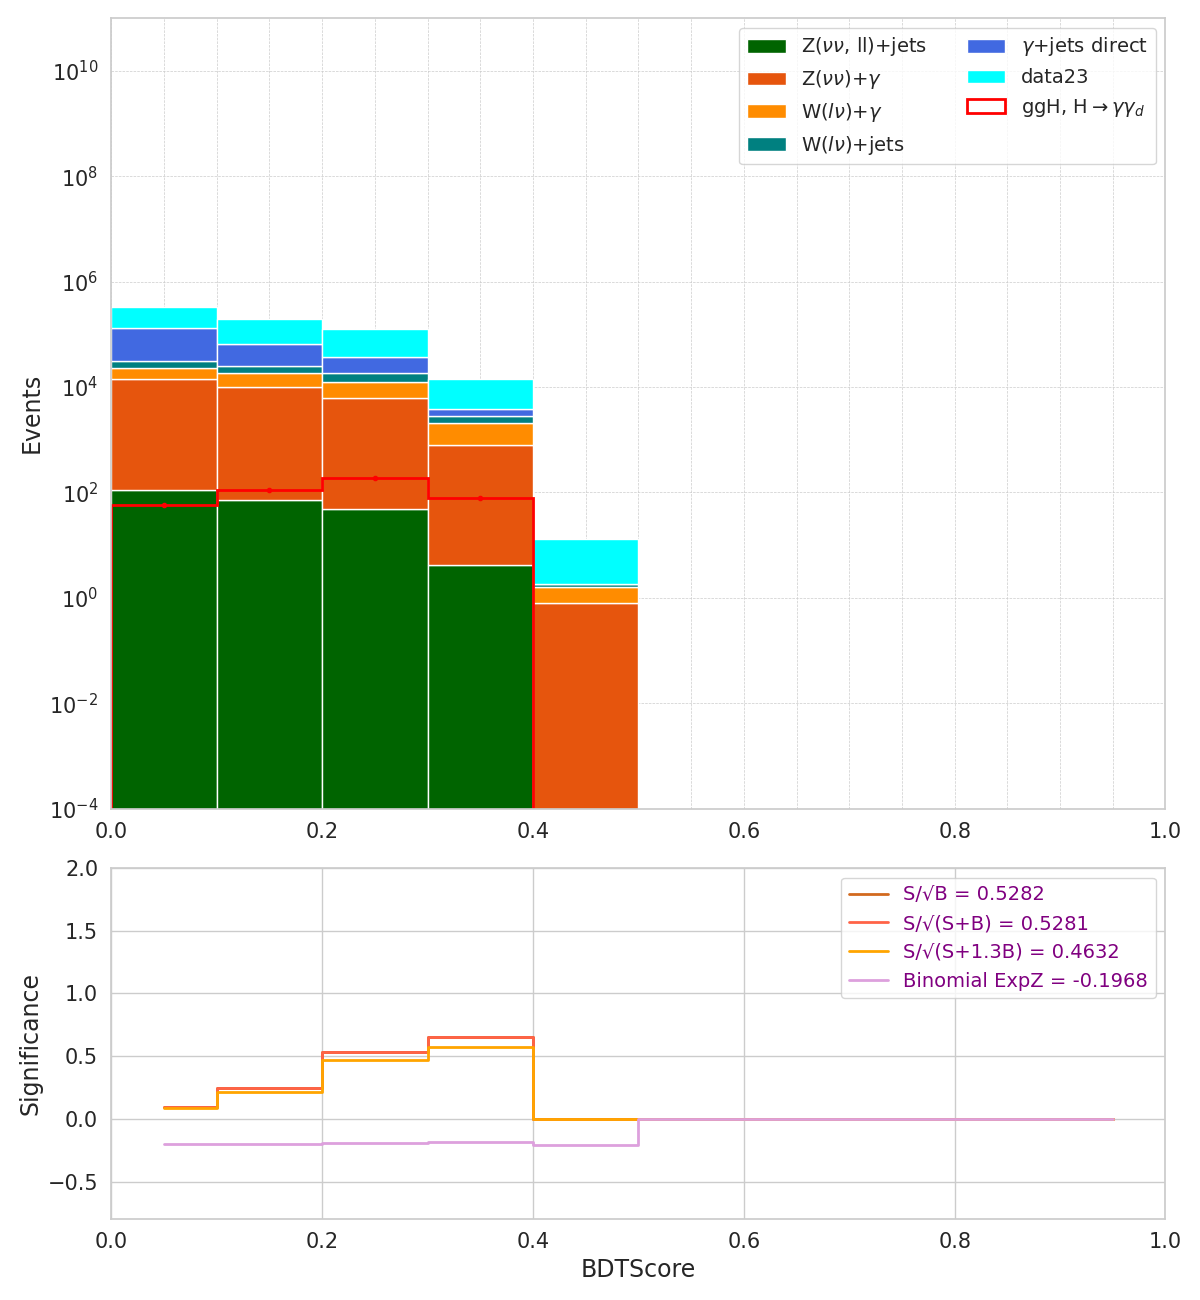 Z(νν, ll)+jets
Z(νν)+γ
W(lν)+γ
W(lν)+jets
γ+jets direct
data23
ggH, H→γγ_d
10^10
10^8
10^6
10^4
10^2
10^0
10^−2
10^−4
Events
0.0 0.2 0.4 0.6 0.8 1.0
S/√B = 0.5282
S/√(S+B) = 0.5281
S/√(S+1.3B) = 0.4632
Binomial ExpZ = -0.1968
2.0
1.5
1.0
0.5
0.0
−0.5
Significance
0.0 0.2 0.4 0.6 0.8 1.0
BDTScore